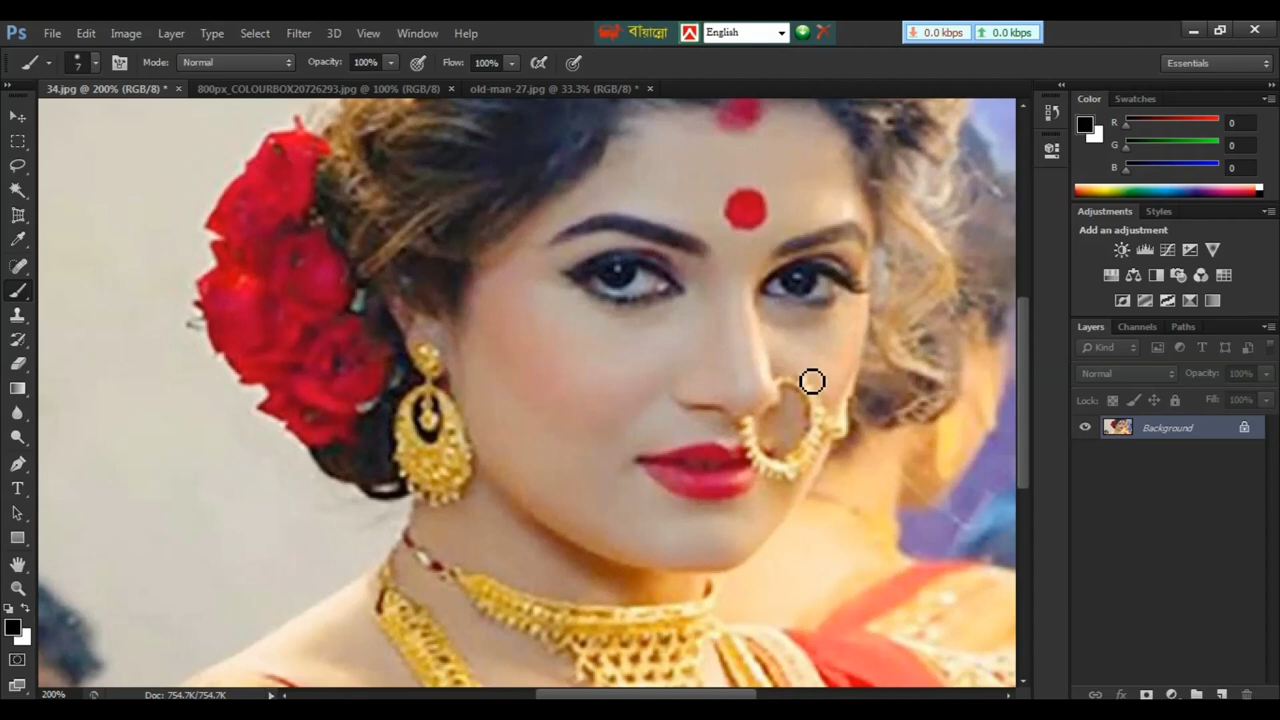 Ps File Edit Image Layer Type Select Filter 3D View Window Help বায়ান্নো English 0.0 kbps 0.0 kbps
7 Mode: Normal Opacity: 100% Flow: 100% Essentials
34.jpg @ 200% (RGB/8) * × 800px_COLOURBOX20726293.jpg @ 100% (RGB/8) × old-man-27.jpg @ 33.3% (RGB/8) * ×
Color Swatches
R 0
G 0
B 0
Adjustments Styles
Add an adjustment
Layers Channels Paths
Kind
Normal Opacity: 100%
Lock: Fill: 100%
Background
200% Doc: 754.7K/754.7K